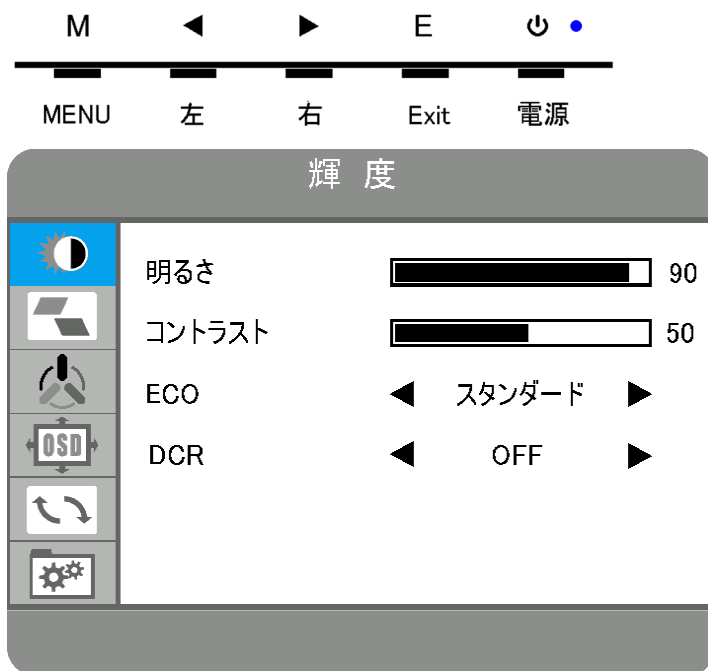 M ◀ ▶ E ⏻
MENU 左 右 Exit 電源
輝 度
明るさ 90
コントラスト 50
ECO ◀ スタンダード ▶
OSD
DCR ◀ OFF ▶